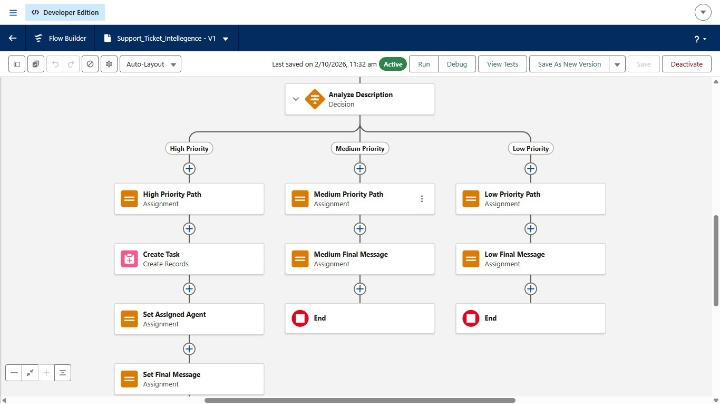 Developer Edition
Flow Builder
Support_Ticket_Intellegence - V1
?
Auto-Layout
Last saved on 2/10/2026, 11:32 am
Active
Run
Debug
View Tests
Save As New Version
Save
Deactivate
Analyze Description
Decision
High Priority
Medium Priority
Low Priority
High Priority Path
Assignment
Medium Priority Path
Assignment
Low Priority Path
Assignment
Create Task
Create Records
Medium Final Message
Assignment
Low Final Message
Assignment
Set Assigned Agent
Assignment
End
End
Set Final Message
Assignment